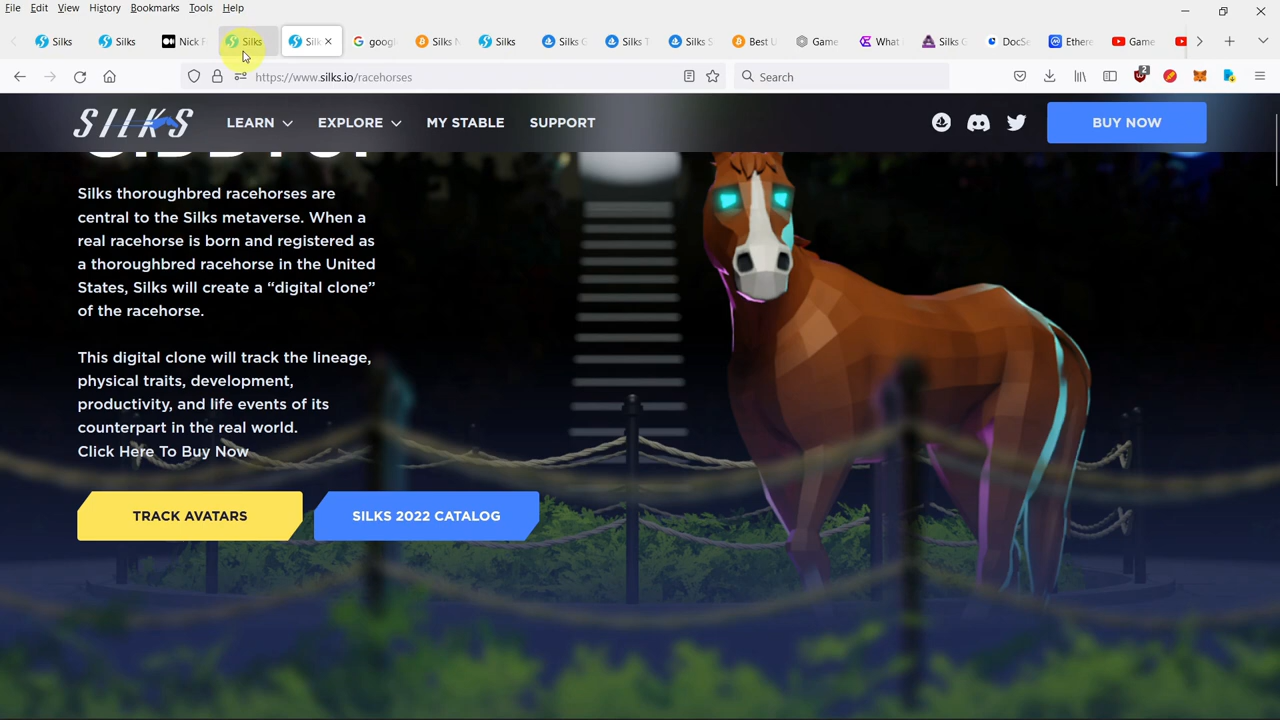 File Edit View History Bookmarks Tools Help
Silks Silks Nick Silks Silk googl Silks Silks Silks Silks Silks Best U Game What Silks DocSe Ethere Game
https://www.silks.io/racehorses Search 2
SILKS LEARN EXPLORE MY STABLE SUPPORT BUY NOW
Silks thoroughbred racehorses are
central to the Silks metaverse. When a
real racehorse is born and registered as
a thoroughbred racehorse in the United
States, Silks will create a “digital clone”
of the racehorse.
This digital clone will track the lineage,
physical traits, development,
productivity, and life events of its
counterpart in the real world.
Click Here To Buy Now
TRACK AVATARS SILKS 2022 CATALOG